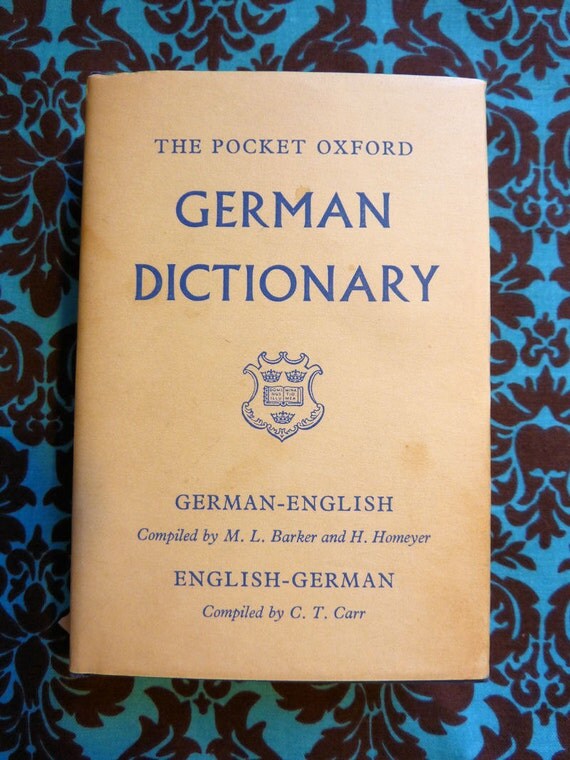 THE POCKET OXFORD
GERMAN
DICTIONARY
GERMAN-ENGLISH
Compiled by M. L. Barker and H. Homeyer
ENGLISH-GERMAN
Compiled by C. T. Carr